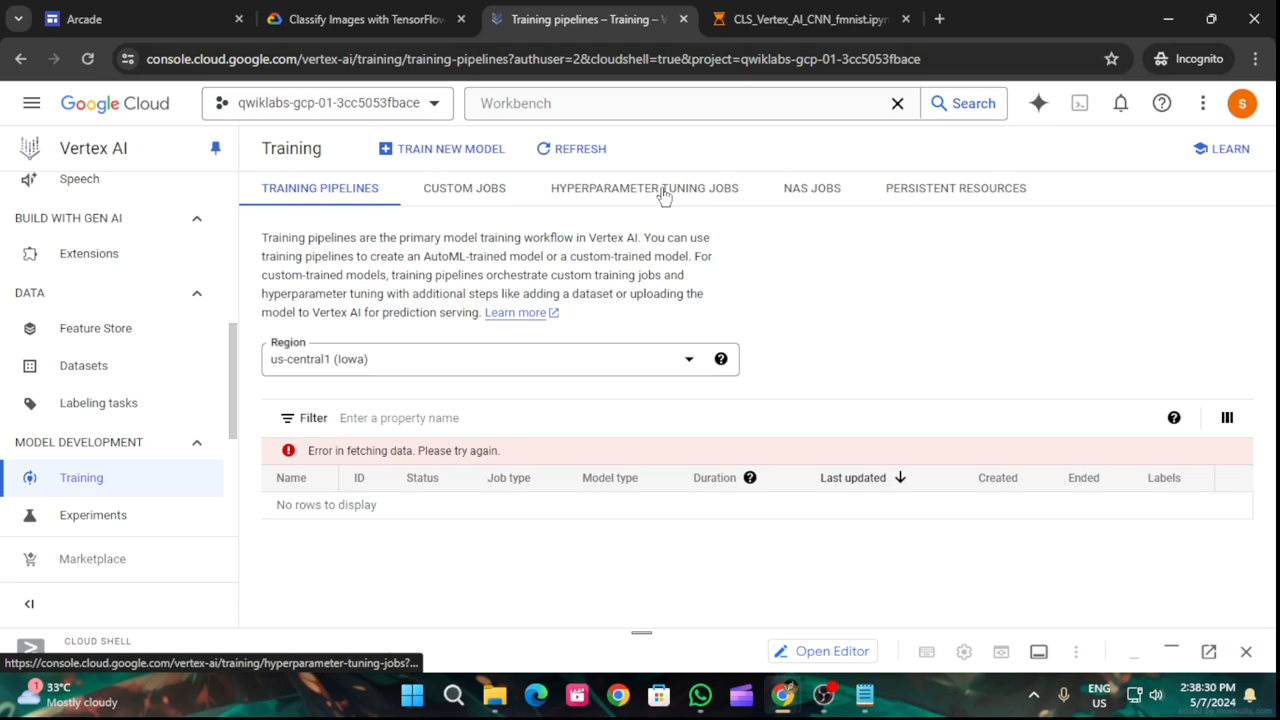 Arcade
Classify Images with TensorFlow
Training pipelines – Training – V
CLS_Vertex_AI_CNN_fmnist.ipyn
console.cloud.google.com/vertex-ai/training/training-pipelines?authuser=2&cloudshell=true&project=qwiklabs-gcp-01-3cc5053fbace
Incognito
Google Cloud
qwiklabs-gcp-01-3cc5053fbace
Workbench
Search
S
Vertex AI
Training
TRAIN NEW MODEL
REFRESH
LEARN
Speech
BUILD WITH GEN AI
Extensions
DATA
Feature Store
Datasets
Labeling tasks
MODEL DEVELOPMENT
Training
Experiments
Marketplace
TRAINING PIPELINES
CUSTOM JOBS
HYPERPARAMETER TUNING JOBS
NAS JOBS
PERSISTENT RESOURCES
Training pipelines are the primary model training workflow in Vertex AI. You can use
training pipelines to create an AutoML-trained model or a custom-trained model. For
custom-trained models, training pipelines orchestrate custom training jobs and
hyperparameter tuning with additional steps like adding a dataset or uploading the
model to Vertex AI for prediction serving. Learn more
Region
us-central1 (Iowa)
Filter Enter a property name
Error in fetching data. Please try again.
Name ID Status Job type Model type Duration Last updated Created Ended Labels
No rows to display
CLOUD SHELL
Open Editor
https://console.cloud.google.com/vertex-ai/training/hyperparameter-tuning-jobs?...
1
33°C
Mostly cloudy
ENG
US
2:38:30 PM
5/7/2024